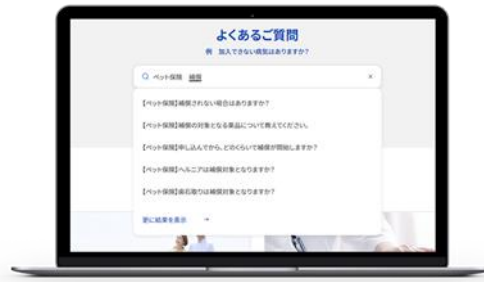 よくあるご質問
例 加入できない病気はありますか?
ペット保険 補償 ×
【ペット保険】補償されない場合はありますか?
【ペット保険】補償の対象となる薬品について教えてください。
【ペット保険】申し込んでから、どのくらいで補償が開始しますか?
【ペット保険】ヘルニアは補償対象となりますか?
【ペット保険】歯石取りは補償対象となりますか?
更に結果を表示 →